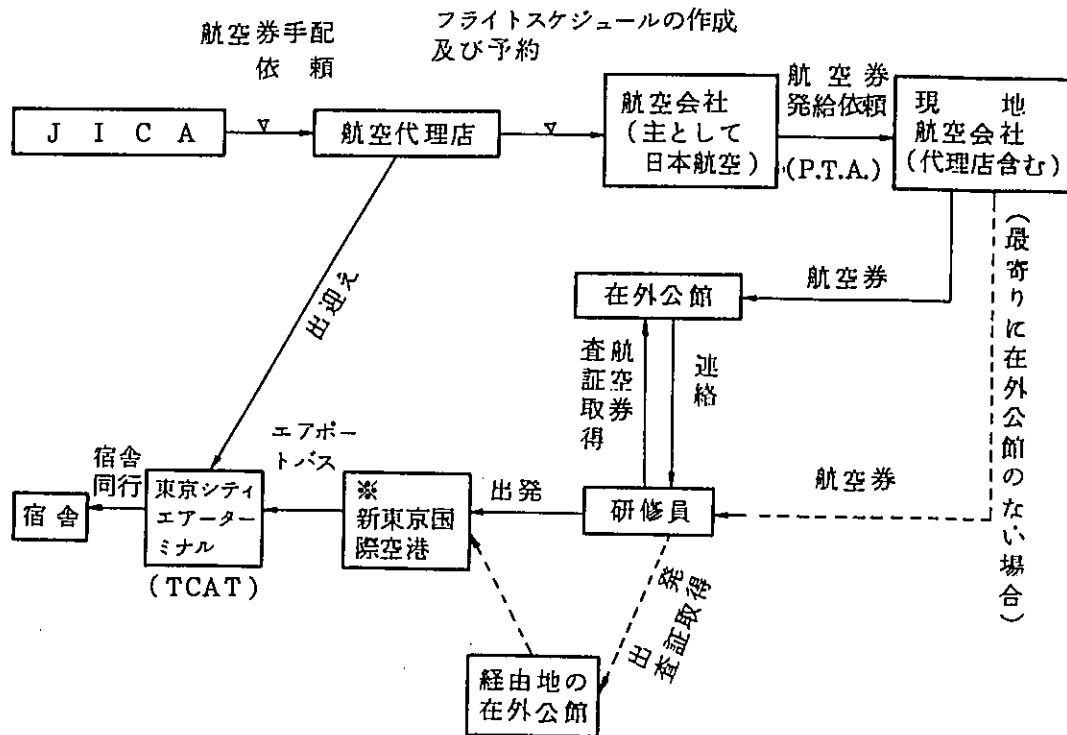 航空券手配
依頼
フライトスケジュールの作成
及び予約
JICA
航空代理店
航空会社
(主として
日本航空)
航空券
発給依頼
(P.T.A.)
現地
航空会社
(代理店含む)
(最寄りに在外公館のない場合)
航空券
在外公館
出迎え
航空券
査証取得
連絡
エアポー
トバス
宿舎
同行
宿舎
東京シティ
エアーター
ミナル
(TCAT)
※
新東京国
際空港
出発
研修員
航空券
出発
査証取得
経由地の
在外公館